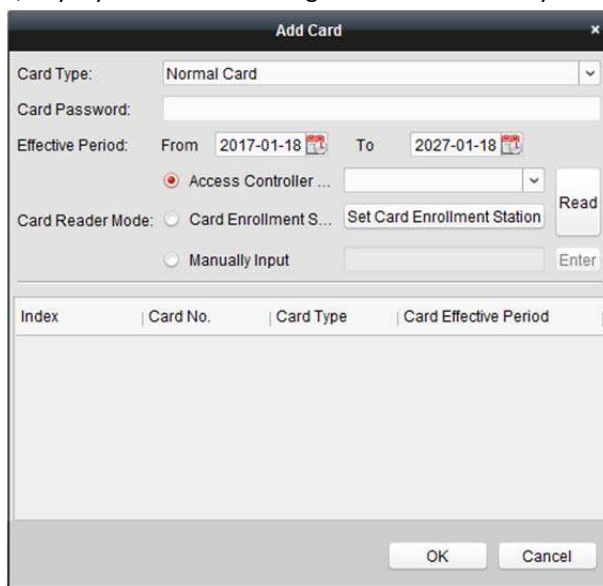 Add Card ×
Card Type: Normal Card
Card Password:
Effective Period: From 2017-01-18 To 2027-01-18
Access Controller ...
Read
Card Reader Mode: Card Enrollment S... Set Card Enrollment Station
Manually Input Enter
Index Card No. Card Type Card Effective Period
OK Cancel